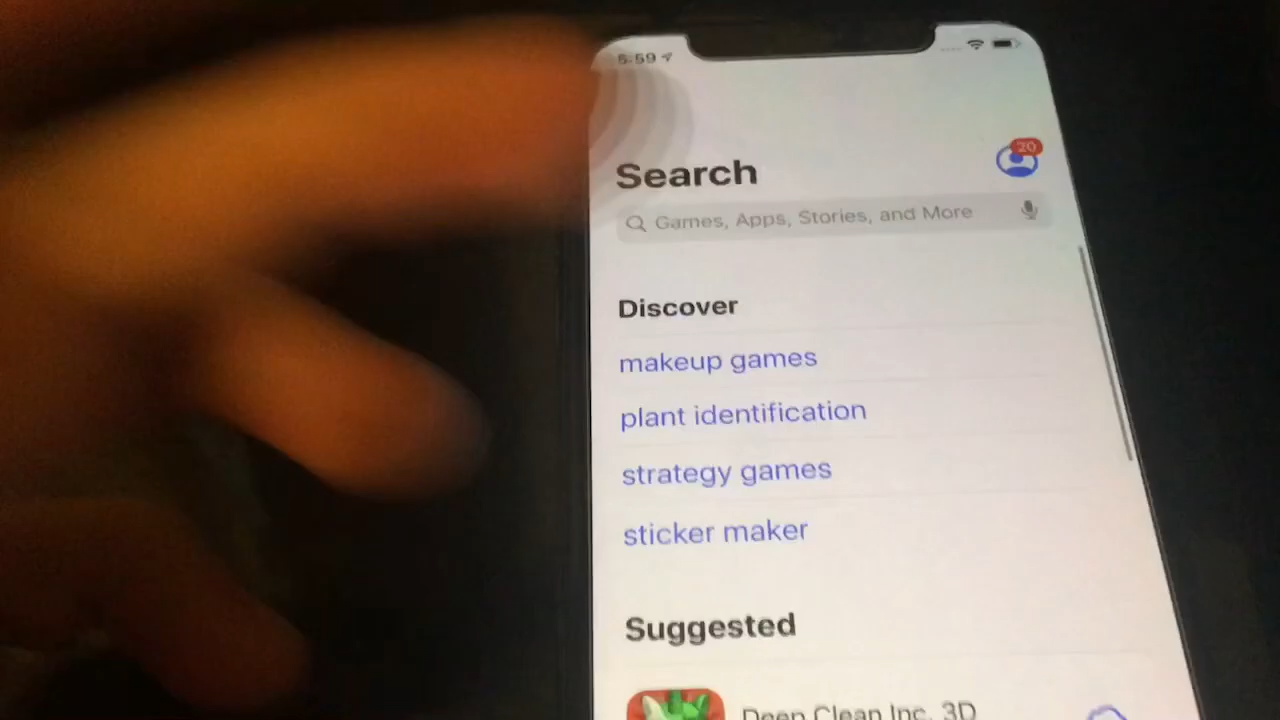 5:59
20
Search
Games, Apps, Stories, and More
Discover
makeup games
plant identification
strategy games
sticker maker
Suggested
Deep Clean Inc. 3D